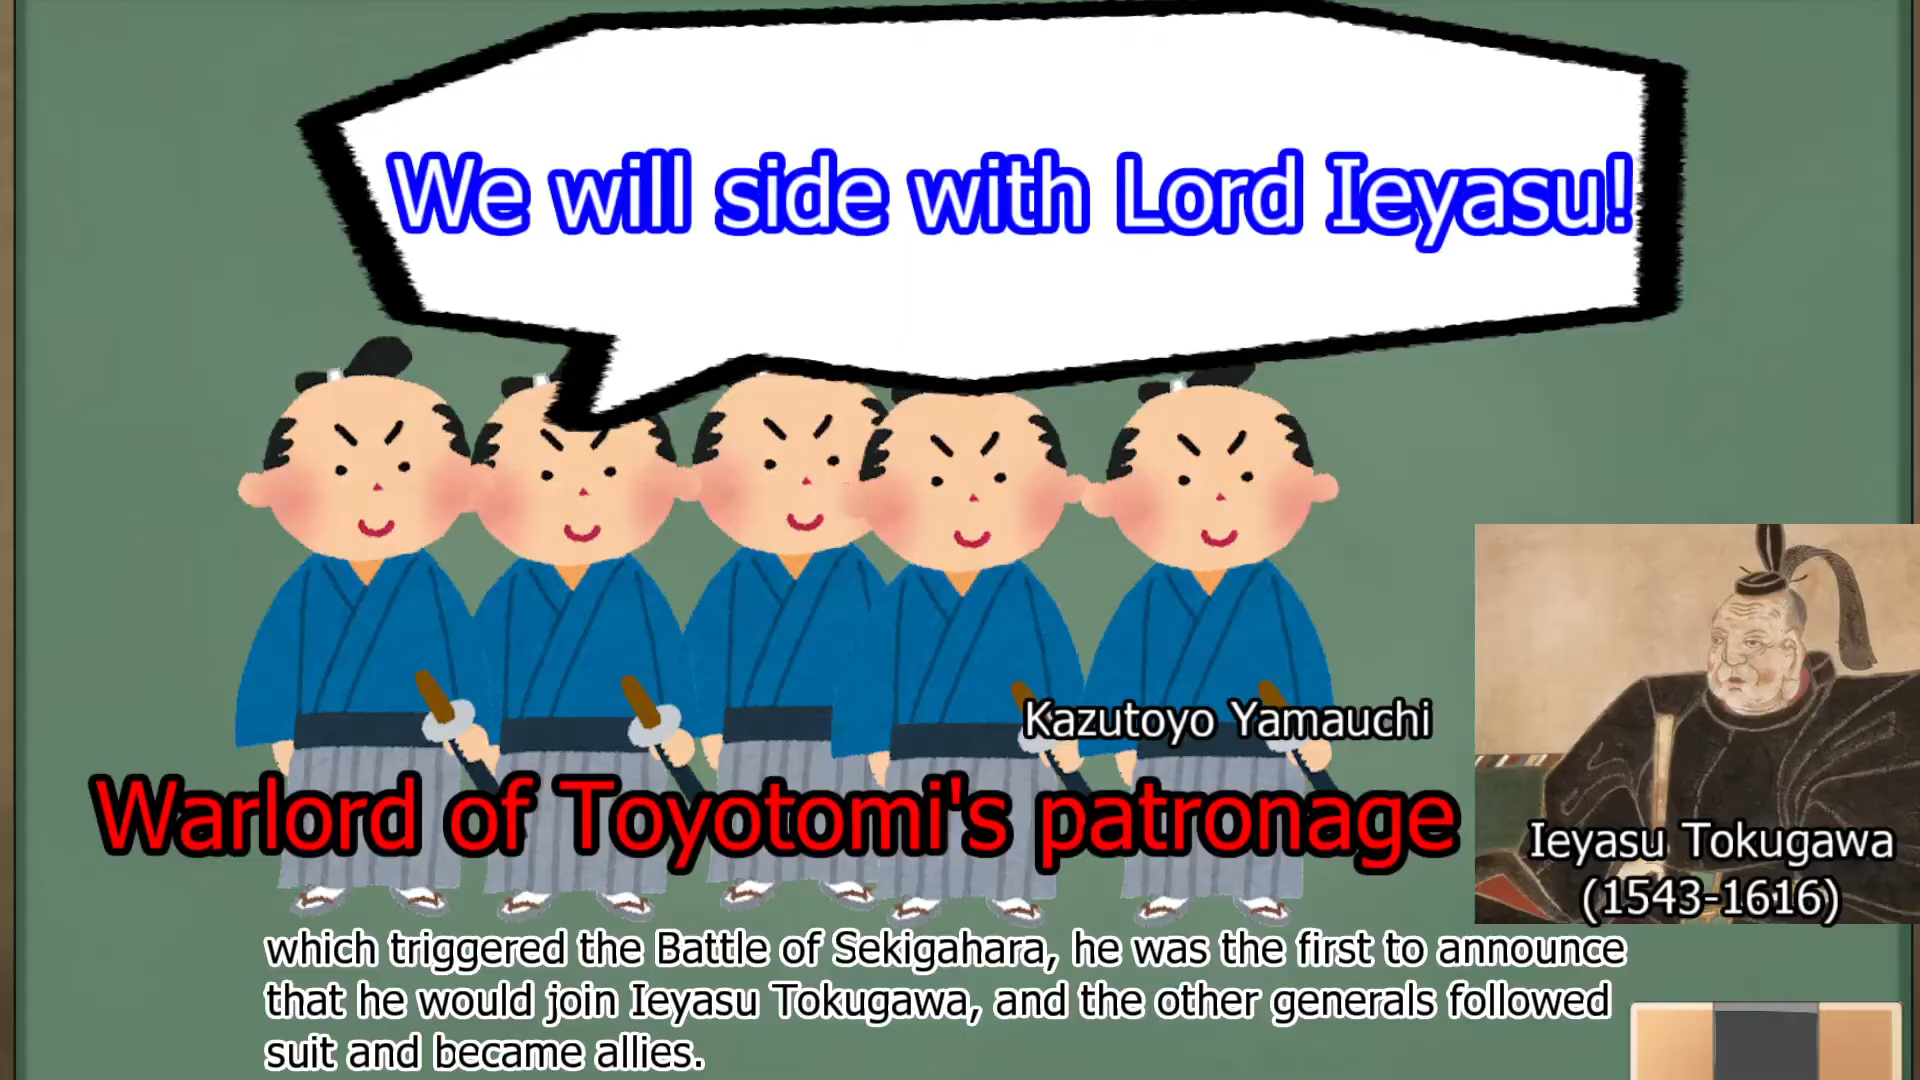 We will side with Lord Ieyasu!
Kazutoyo Yamauchi
Warlord of Toyotomi's patronage
Ieyasu Tokugawa
(1543-1616)
which triggered the Battle of Sekigahara, he was the first to announce
that he would join Ieyasu Tokugawa, and the other generals followed
suit and became allies.